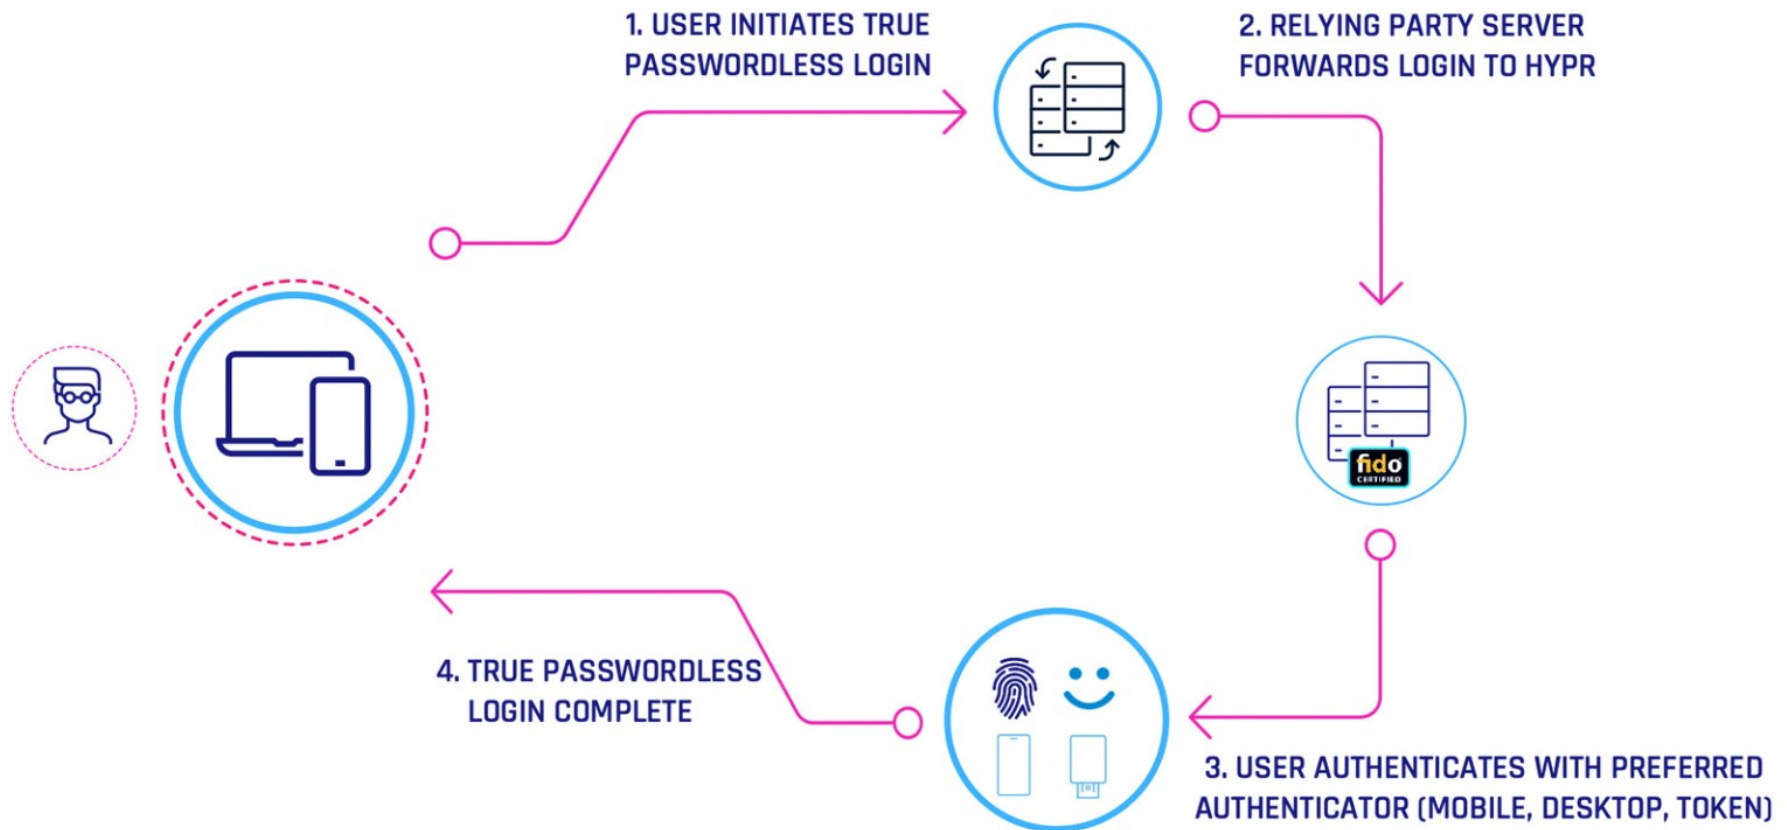 1. USER INITIATES TRUE
PASSWORDLESS LOGIN
2. RELYING PARTY SERVER
FORWARDS LOGIN TO HYPR
fido
CERTIFIED
4. TRUE PASSWORDLESS
LOGIN COMPLETE
3. USER AUTHENTICATES WITH PREFERRED
AUTHENTICATOR (MOBILE, DESKTOP, TOKEN)